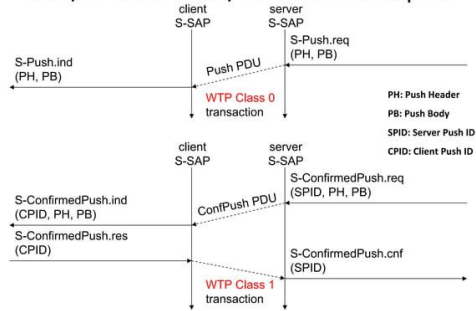 client
S-SAP
server
S-SAP
S-Push.req
(PH, PB)
S-Push.ind
(PH, PB)
Push PDU
WTP Class 0
transaction
PH: Push Header
PB: Push Body
SPID: Server Push ID
CPID: Client Push ID
client
S-SAP
server
S-SAP
S-ConfirmedPush.req
(SPID, PH, PB)
S-ConfirmedPush.ind
(CPID, PH, PB)
ConfPush PDU
S-ConfirmedPush.res
(CPID)
S-ConfirmedPush.cnf
(SPID)
WTP Class 1
transaction